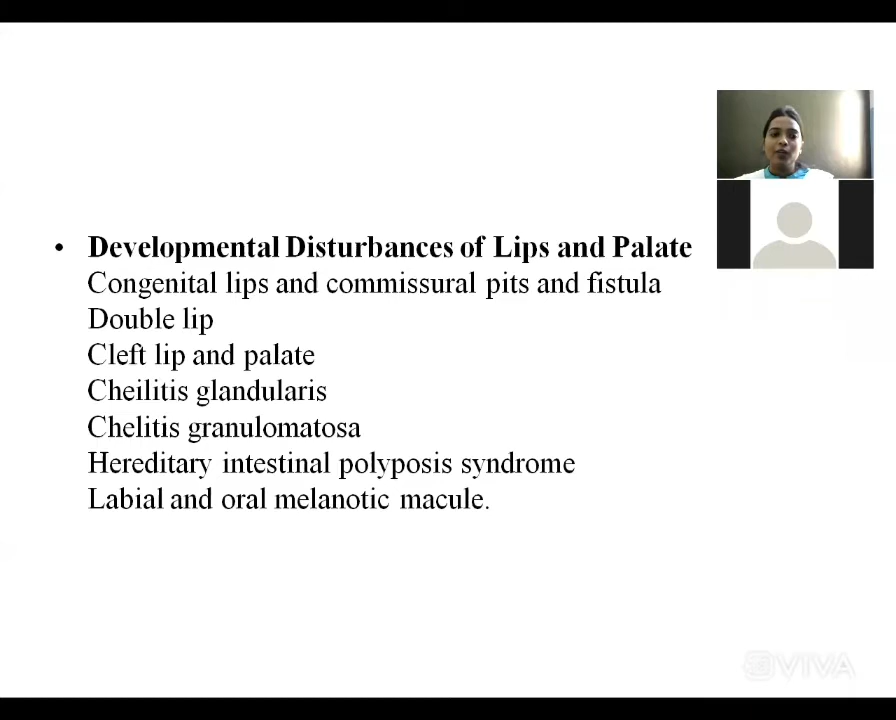 • Developmental Disturbances of Lips and Palate
Congenital lips and commissural pits and fistula
Double lip
Cleft lip and palate
Cheilitis glandularis
Chelitis granulomatosa
Hereditary intestinal polyposis syndrome
Labial and oral melanotic macule.
VIVA